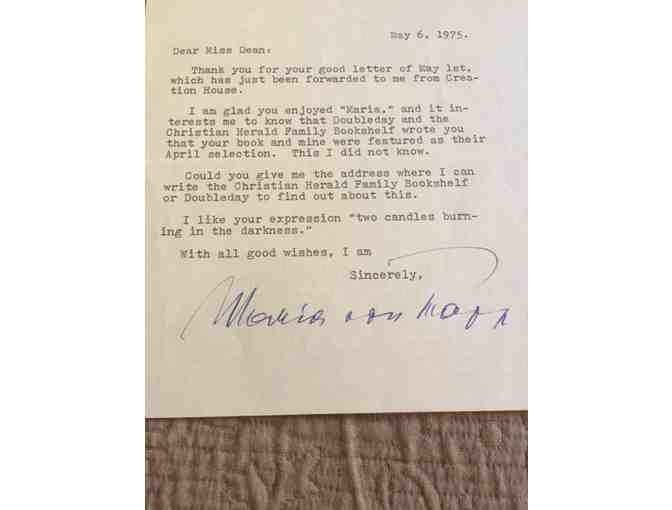 May 6, 1975.
Dear Miss Dean:
Thank you for your good letter of May 1st,
which has just been forwarded to me from Crea-
tion House.
I am glad you enjoyed "Maria," and it in-
terests me to know that Doubleday and the
Christian Herald Family Bookshelf wrote you
that your book and mine were featured as their
April selection. This I did not know.
Could you give me the address where I can
write the Christian Herald Family Bookshelf
or Doubleday to find out about this.
I like your expression "two candles burn-
ing in the darkness."
With all good wishes, I am
Sincerely,
Maria von Trapp